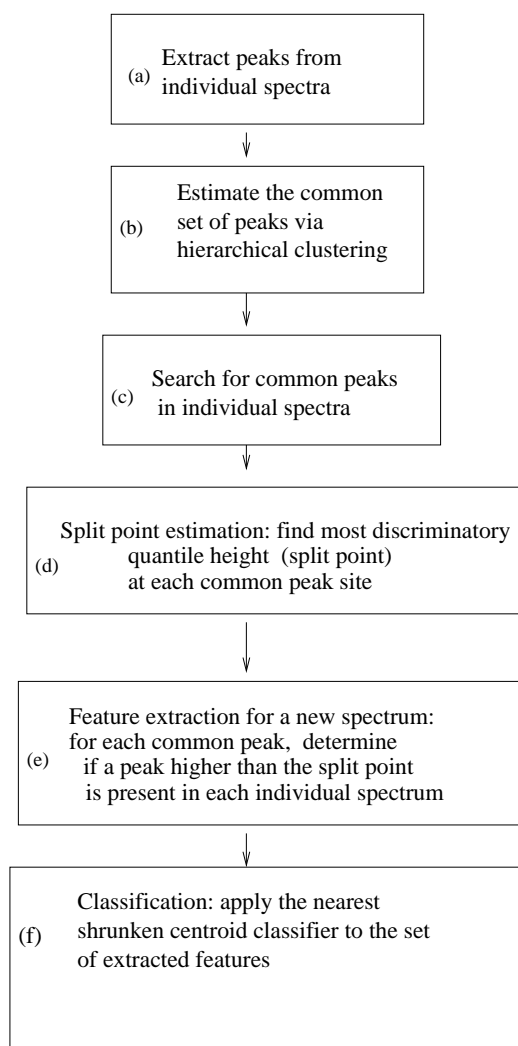 (a) Extract peaks from
individual spectra
Estimate the common
(b) set of peaks via
hierarchical clustering
Search for common peaks
(c) in individual spectra
Split point estimation: find most discriminatory
quantile height (split point)
(d) at each common peak site
Feature extraction for a new spectrum:
for each common peak, determine
(e) if a peak higher than the split point
is present in each individual spectrum
Classification: apply the nearest
(f) shrunken centroid classifier to the set
of extracted features